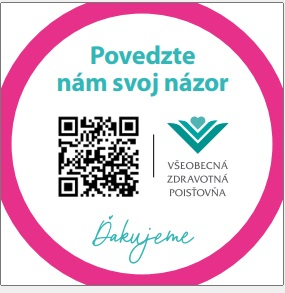 Povedzte
nám svoj názor
VŠEOBECNÁ
ZDRAVOTNÁ
POISŤOVŇA
Ďakujeme